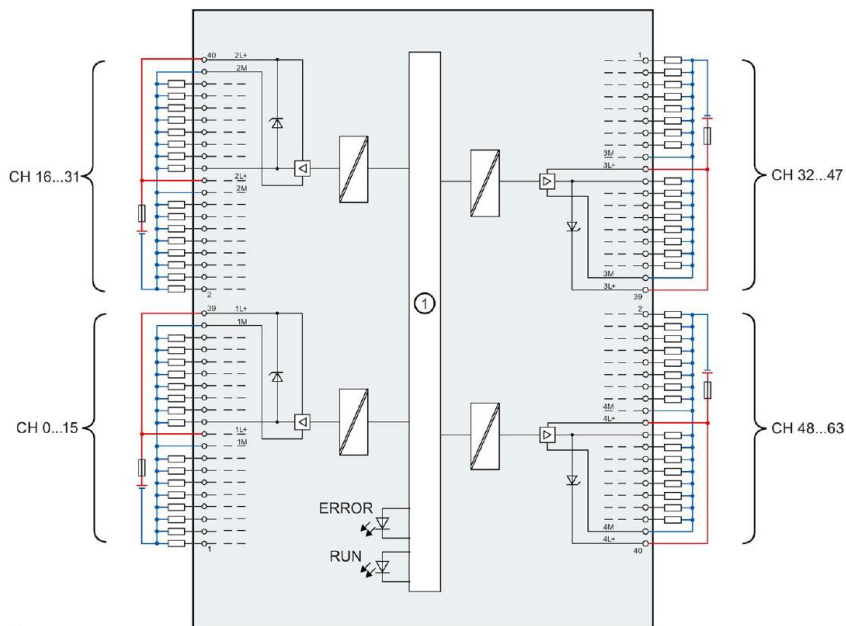 40 2L+
2M
CH 16...31
2L+
2M
2
1
3M
3L+
CH 32...47
3M
3L+
39
39 1L+
1M
CH 0...15
1L+
1M
1
1
2
4M
4L+
CH 48...63
4M
4L+
40
ERROR
RUN